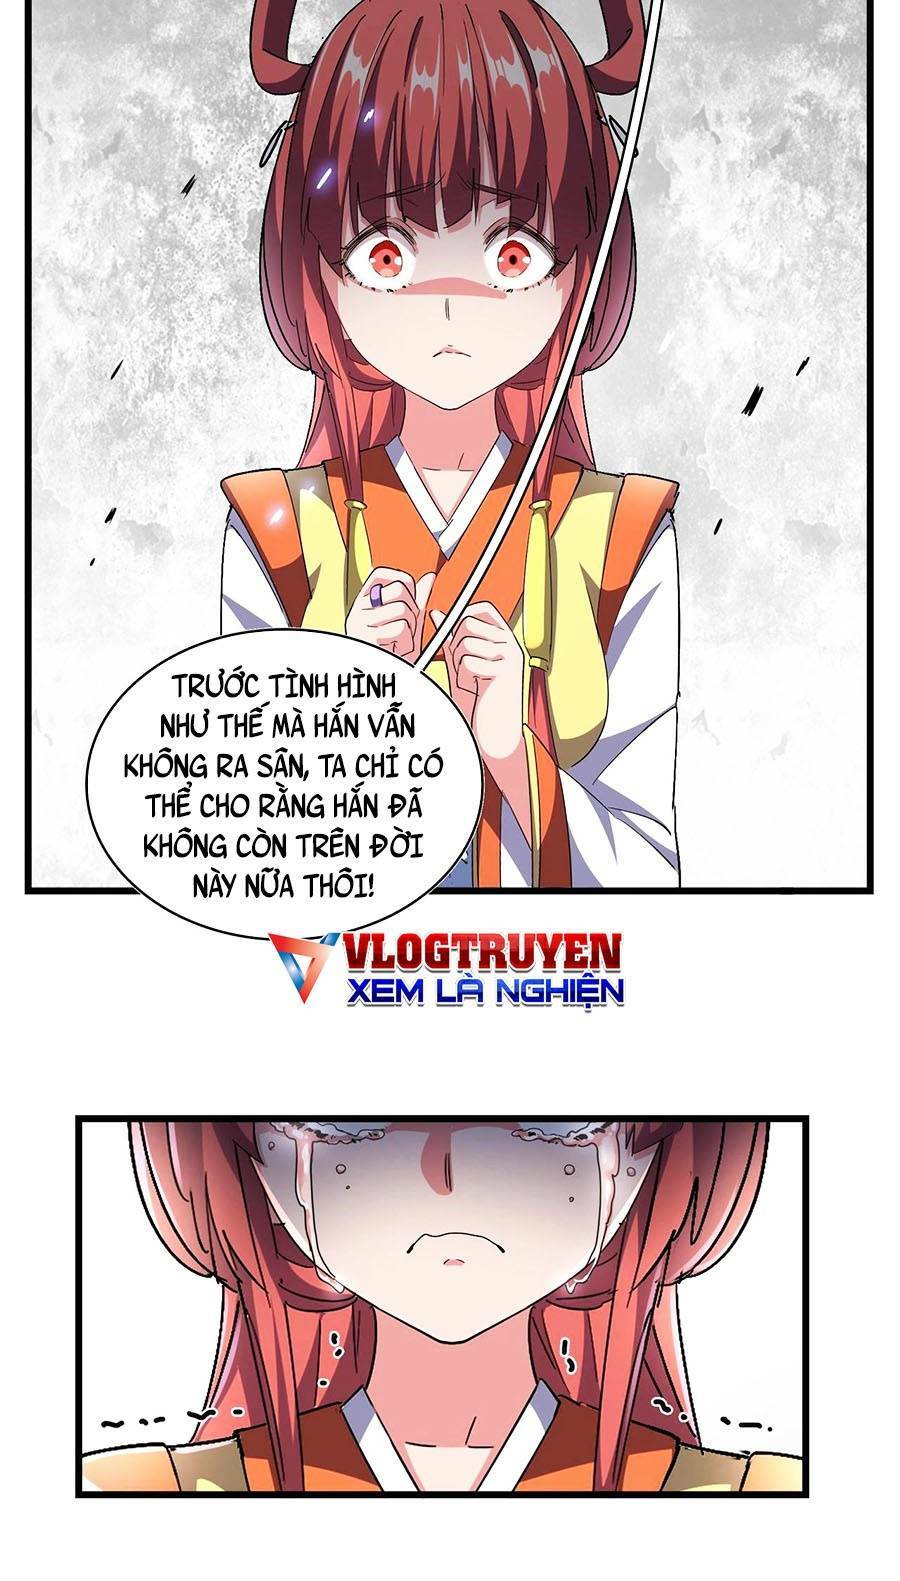 TRƯỚC TÌNH HÌNH
NHƯ THẾ MÀ HẮN VẪN
KHÔNG RA SÂN, TA CHỈ CÓ
THỂ CHO RẰNG HẮN ĐÃ
KHÔNG CÒN TRÊN ĐỜI
NÀY NỮA THÔI!
VLOGTRUYEN
XEM LÀ NGHIỆN